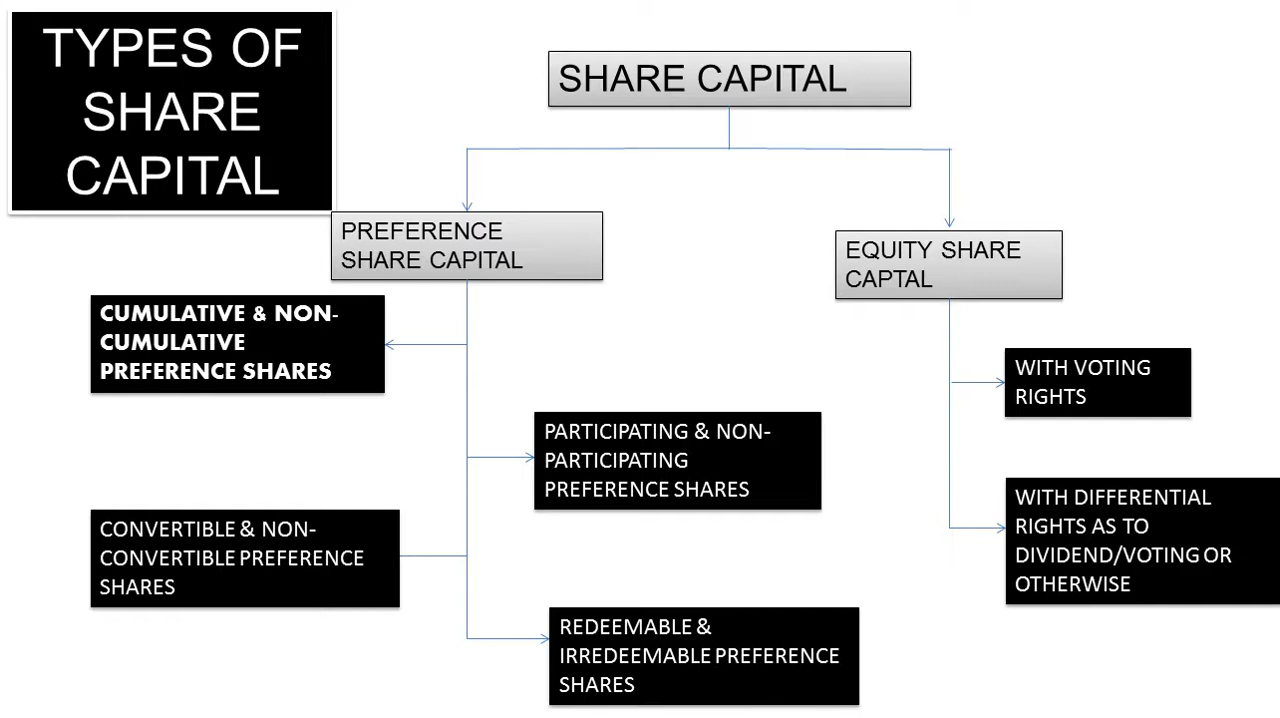 TYPES OF
SHARE
CAPITAL
SHARE CAPITAL
PREFERENCE
SHARE CAPITAL
EQUITY SHARE
CAPTAL
CUMULATIVE & NON-
CUMULATIVE
PREFERENCE SHARES
PARTICIPATING & NON-
PARTICIPATING
PREFERENCE SHARES
CONVERTIBLE & NON-
CONVERTIBLE PREFERENCE
SHARES
REDEEMABLE &
IRREDEEMABLE PREFERENCE
SHARES
WITH VOTING
RIGHTS
WITH DIFFERENTIAL
RIGHTS AS TO
DIVIDEND/VOTING OR
OTHERWISE